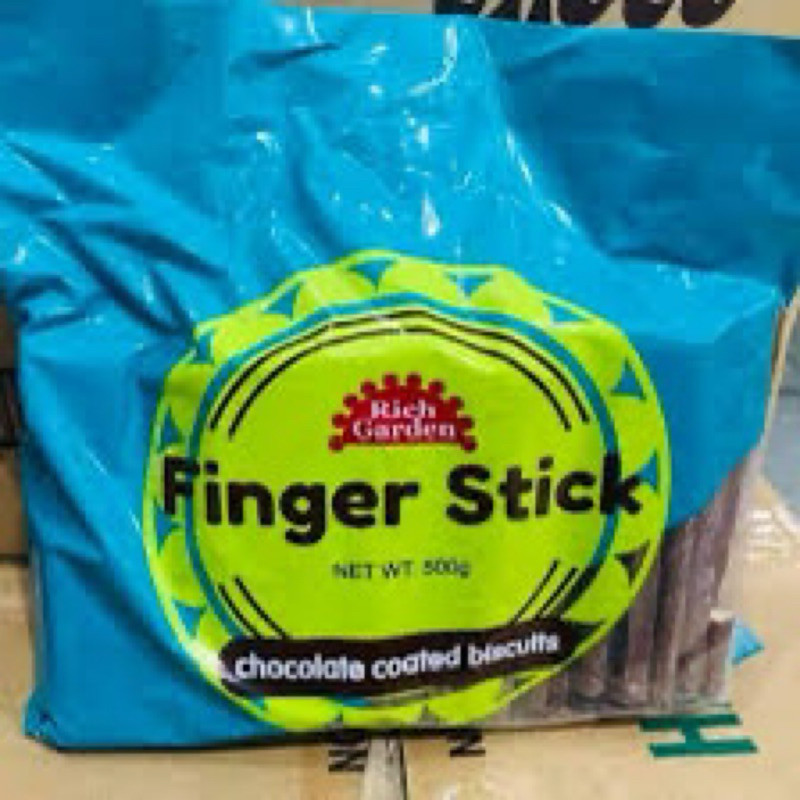 Rich
Garden
Finger Stick
NET WT. 500g
chocolate coated biscuits